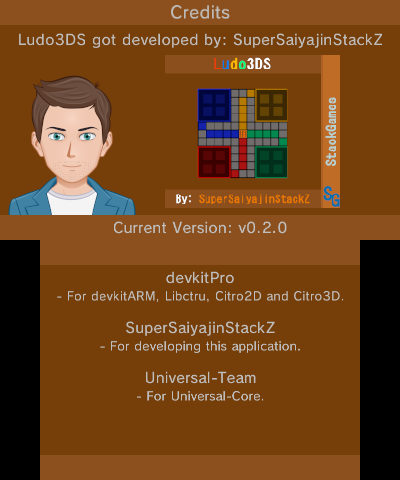 Credits
Ludo3DS got developed by: SuperSaiyajinStackZ
Ludo3DS
StackGames
By: SuperSaiyajinStackZ
SG
Current Version: v0.2.0
devkitPro
- For devkitARM, Libctru, Citro2D and Citro3D.
SuperSaiyajinStackZ
- For developing this application.
Universal-Team
- For Universal-Core.